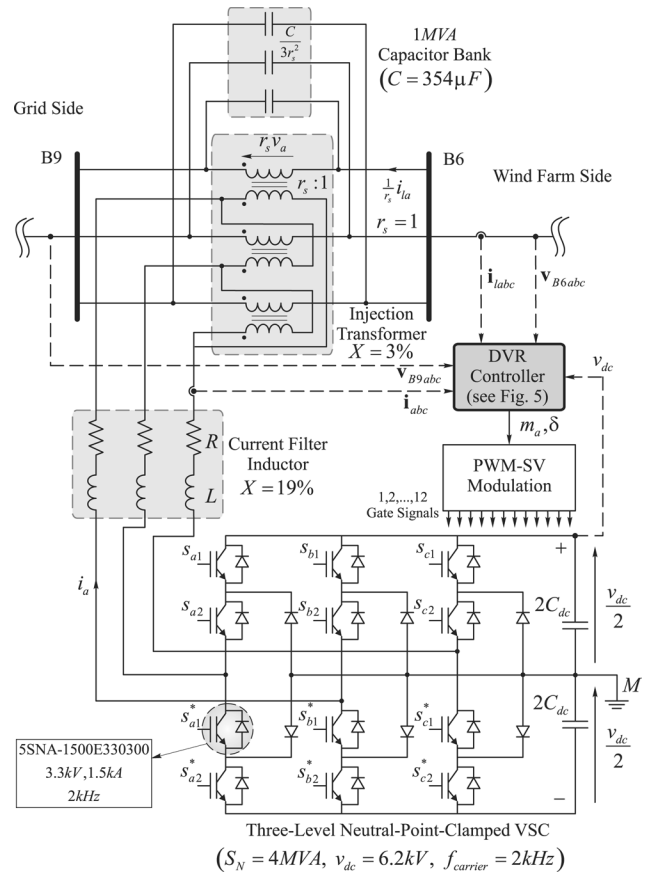 C
3r_s^2
1MVA
Capacitor Bank
(C = 354μF)
Grid Side
B9
r_s v_a
B6
r_s : 1
1
r_s
i_la
Wind Farm Side
r_s = 1
i_labc
v_B6abc
Injection
Transformer
X = 3%
v_B9abc
i_abc
DVR
Controller
(see Fig. 5)
v_dc
m_a, δ
R
L
Current Filter
Inductor
X = 19%
PWM-SV
Modulation
1,2,...,12
Gate Signals
i_a
s_a1
s_b1
s_c1
+
s_a2
s_b2
s_c2
2C_dc
v_dc
2
M
s*_a1
s*_b1
s*_c1
2C_dc
v_dc
2
5SNA-1500E330300
3.3kV,1.5kA
2kHz
s*_a2
s*_b2
s*_c2
−
Three-Level Neutral-Point-Clamped VSC
(S_N = 4MVA, v_dc = 6.2kV, f_carrier = 2kHz)